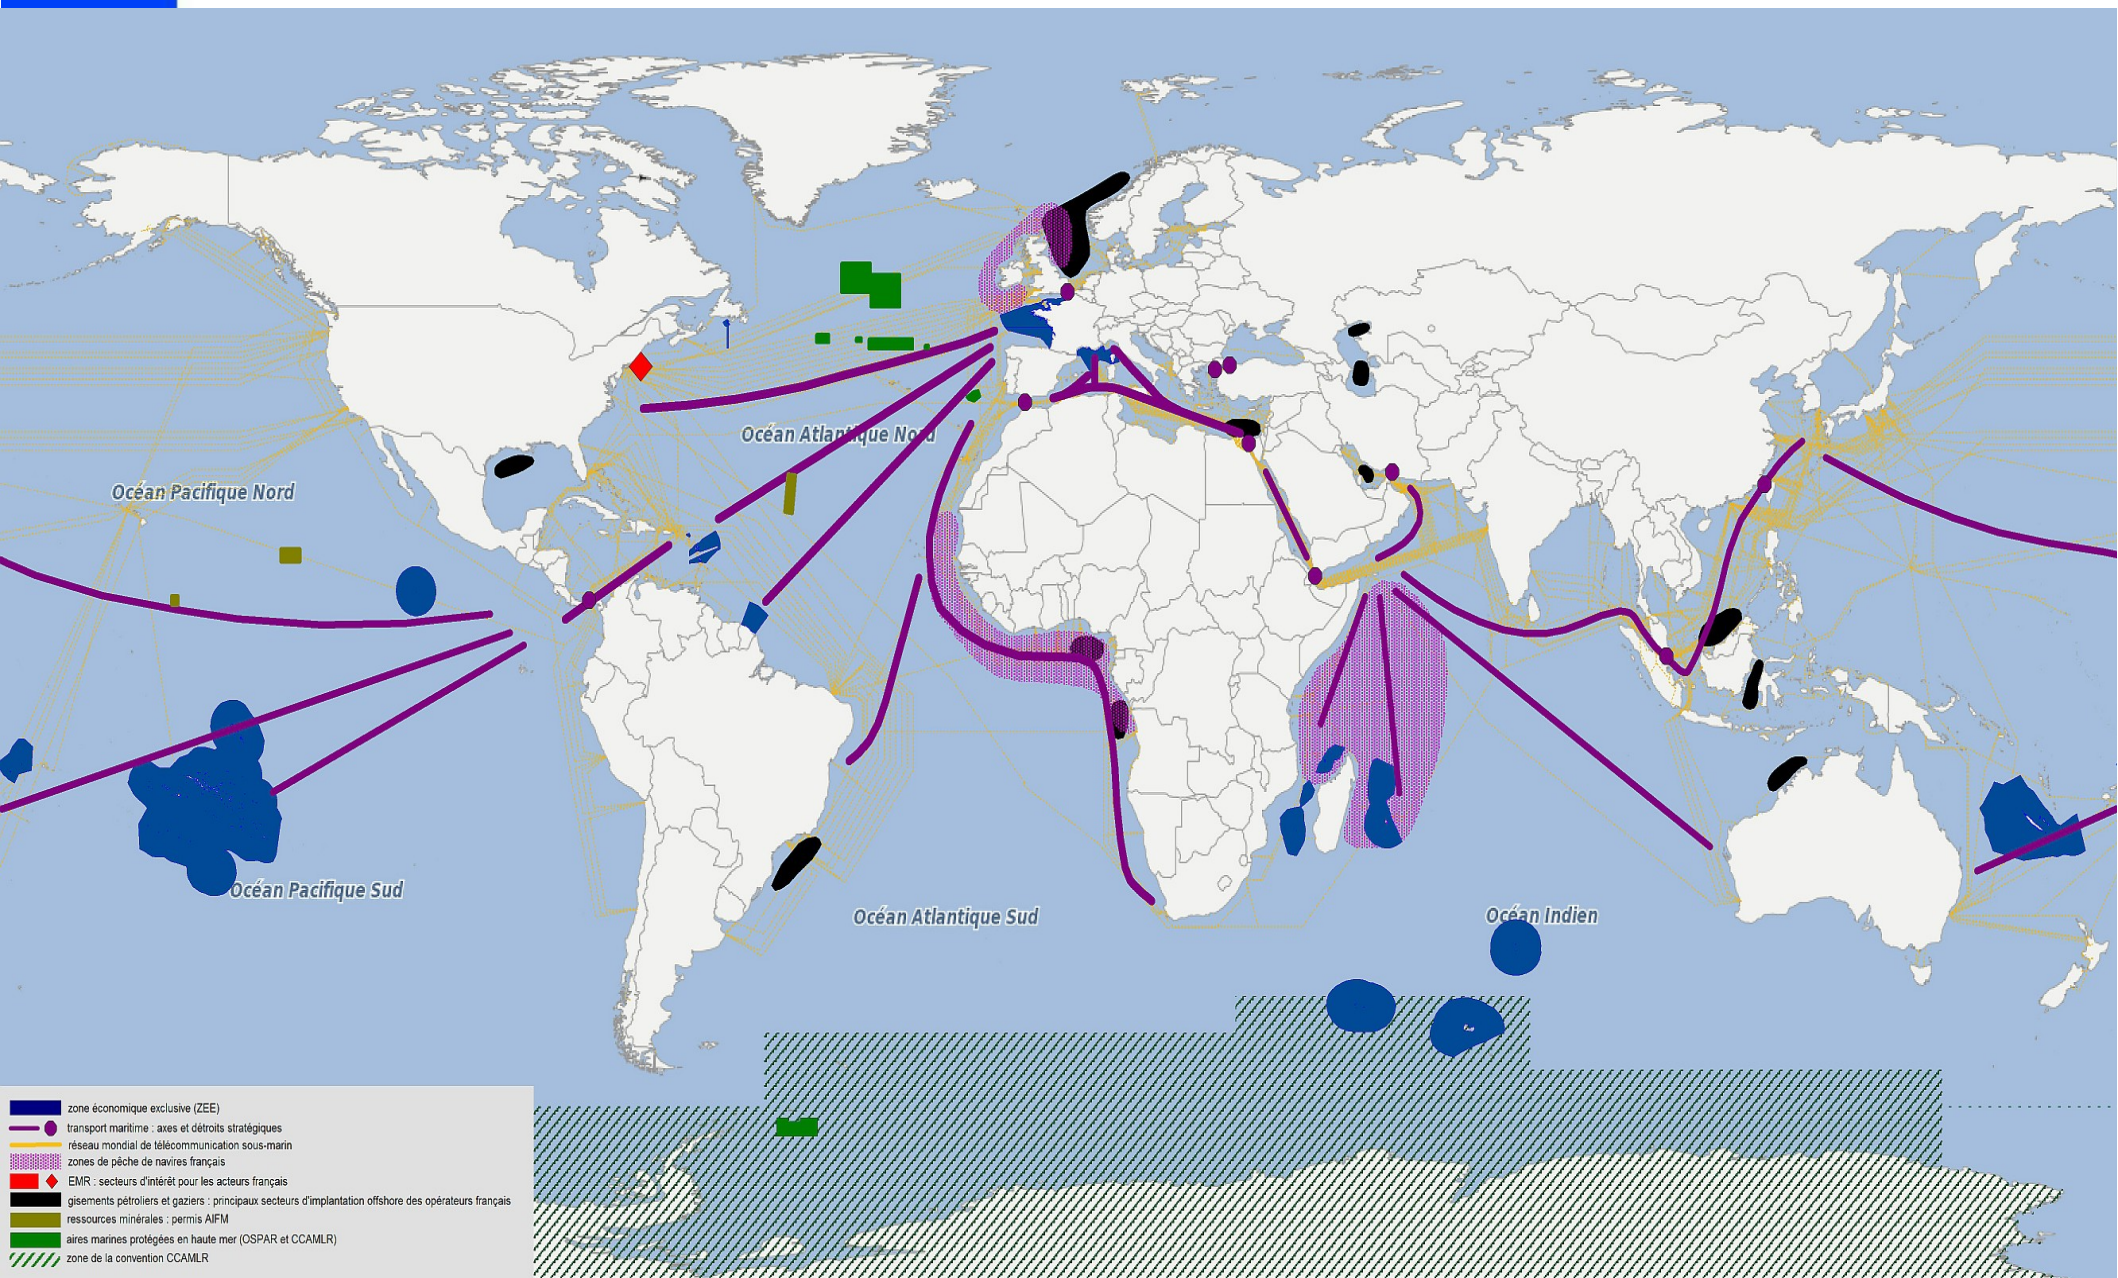 Océan Atlantique Nord
Océan Pacifique Nord
Océan Pacifique Sud
Océan Atlantique Sud
Océan Indien
zone économique exclusive (ZEE)
transport maritime : axes et détroits stratégiques
réseau mondial de télécommunication sous-marin
zones de pêche de navires français
EMR : secteurs d'intérêt pour les acteurs français
gisements pétroliers et gaziers : principaux secteurs d'implantation offshore des opérateurs français
ressources minérales : permis AIFM
aires marines protégées en haute mer (OSPAR et CCAMLR)
zone de la convention CCAMLR